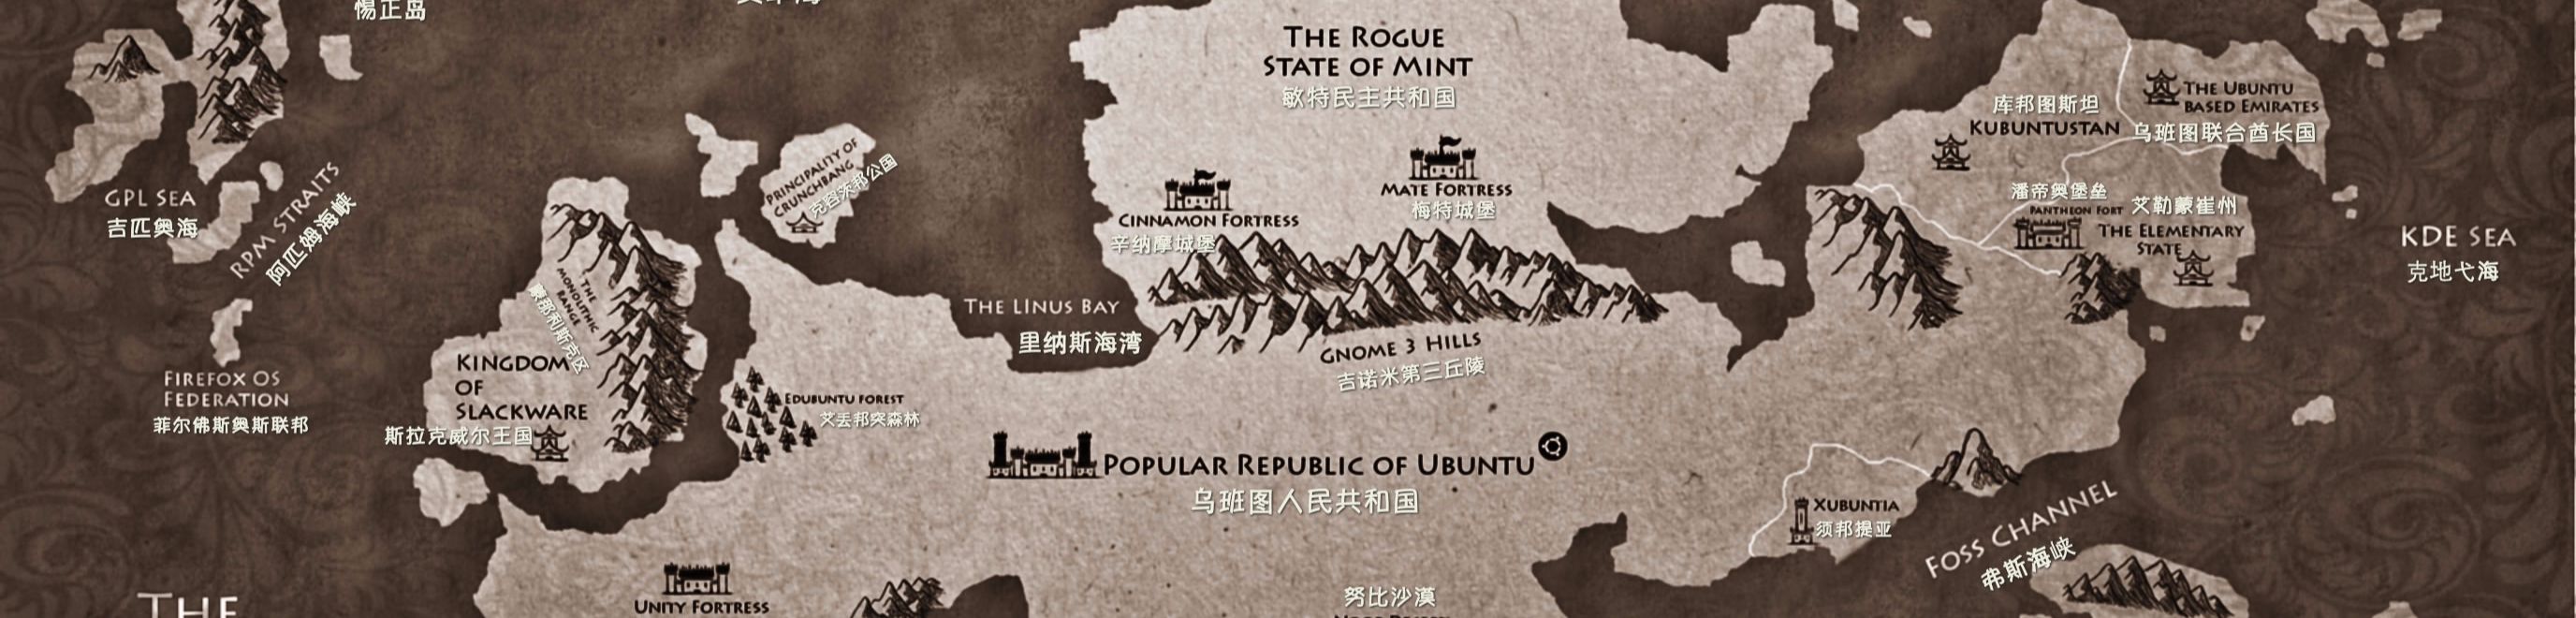 惕正岛
THE ROGUE
STATE OF MINT
敏特民主共和国
THE UBUNTU
BASED EMIRATES
乌班图联合酋长国
库邦图斯坦
KUBUNTUSTAN
PRINCIPALITY OF
CRUNCHBANG
克容茨邦公国
MATE FORTRESS
梅特城堡
CINNAMON FORTRESS
辛纳摩城堡
GPL SEA
吉匹奥海
RPM STRAITS
阿匹姆海峡
潘帝奥堡垒
PANTHEON FORT
艾勒蒙崔州
THE ELEMENTARY
STATE
KDE SEA
克地弋海
THE
MONOLITHIC
RANGE
蒙那利斯克区
THE LINUS BAY
里纳斯海湾
GNOME 3 HILLS
吉诺米第三丘陵
FIREFOX OS
FEDERATION
菲尔佛斯奥斯联邦
KINGDOM
OF
SLACKWARE
斯拉克威尔王国
EDUBUNTU FOREST
艾丢邦突森林
POPULAR REPUBLIC OF UBUNTU
乌班图人民共和国
XUBUNTIA
须邦提亚
FOSS CHANNEL
弗斯海峡
UNITY FORTRESS
努比沙漠
THE